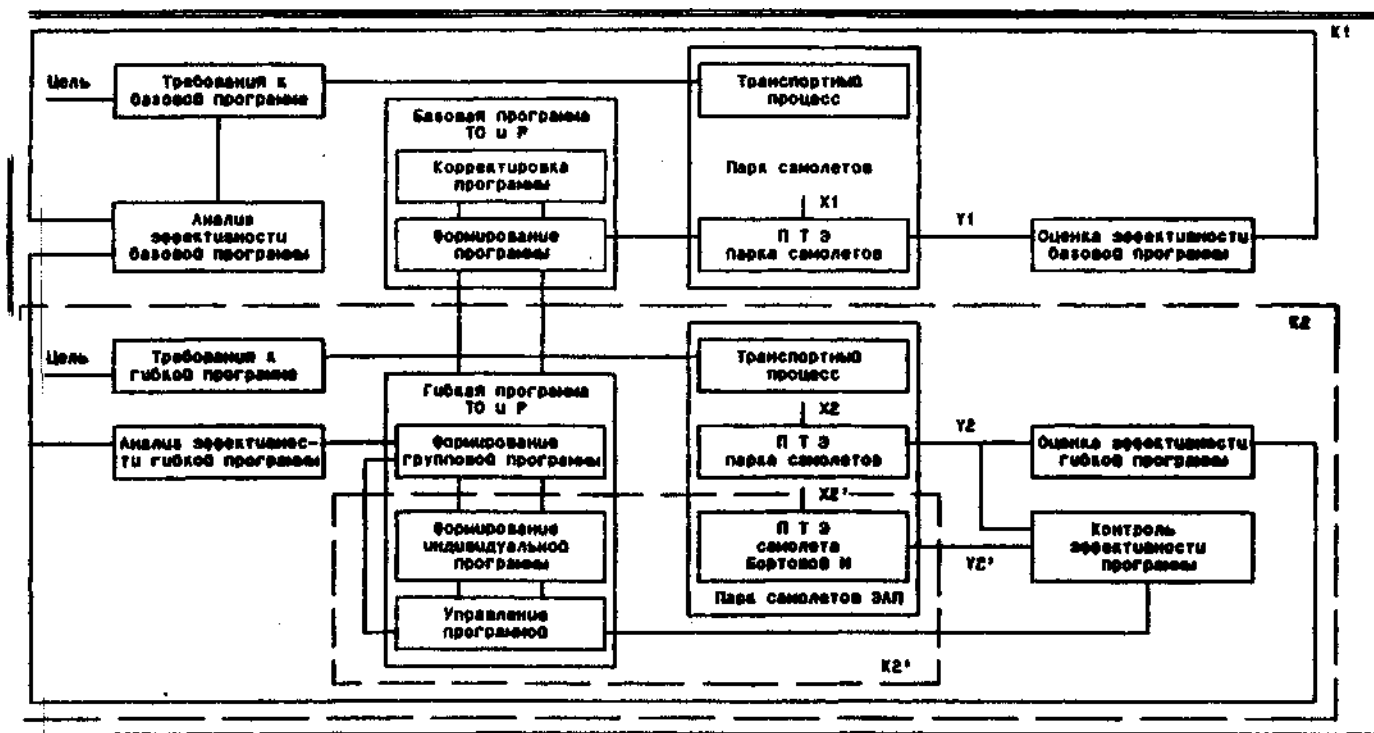 К1
Цель
Требования к
базовой программе
Транспортный
процесс
Базовая программа
ТО и Р
Корректировка
программы
Парк самолетов
Анализ
эффективности
базовой программы
Формирование
программы
X1
П Т Э
Парка самолетов
Y1
Оценка эффективности
базовой программы
К2
Цель
Требования к
гибкой программе
Транспортный
процесс
Гибкая программа
ТО и Р
X2
Анализ эффективнос-
ти гибкой программы
Формирование
групповой программы
П Т Э
парка самолетов
Y2
Оценка эффективности
гибкой программы
X2'
Формирование
индивидуальной
программы
П Т Э
самолета
Бортовой N
Y2'
Контроль
эффективности
программы
Парк самолетов ЭАП
Управление
программой
К2'